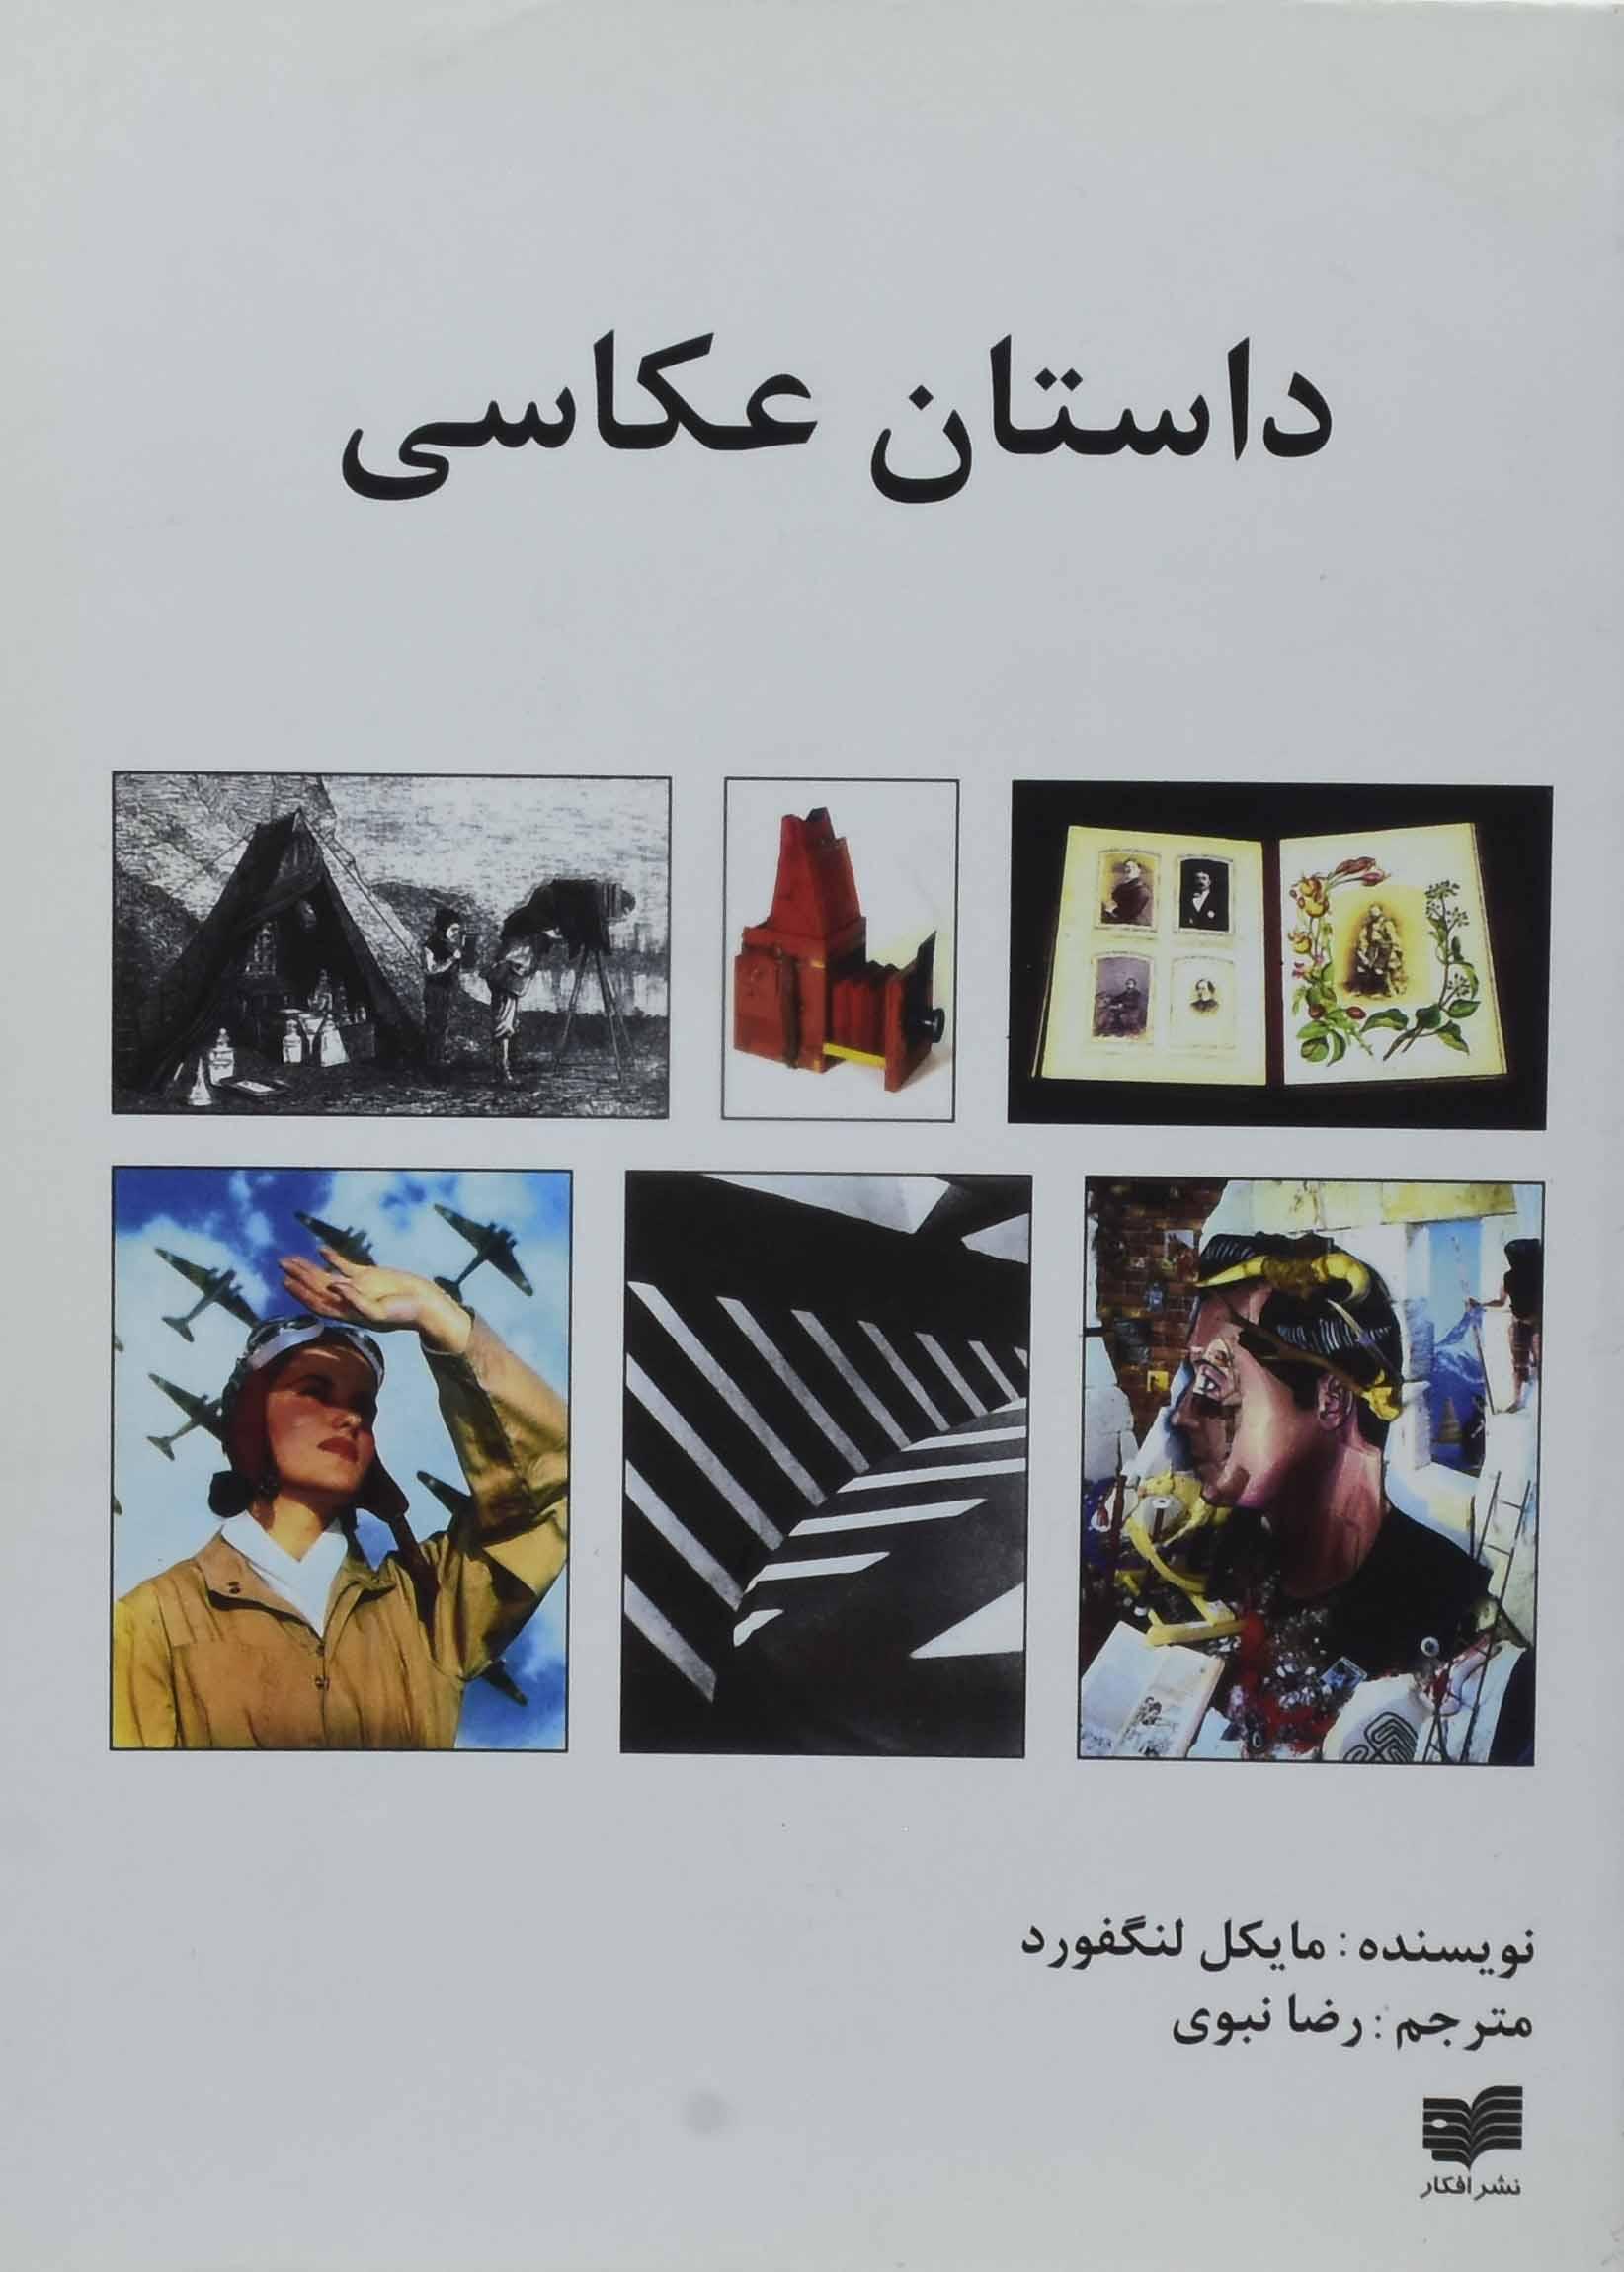 داستان عکاسی
نویسنده: مایکل لنگفورد
مترجم: رضا نبوی
نشر افکار